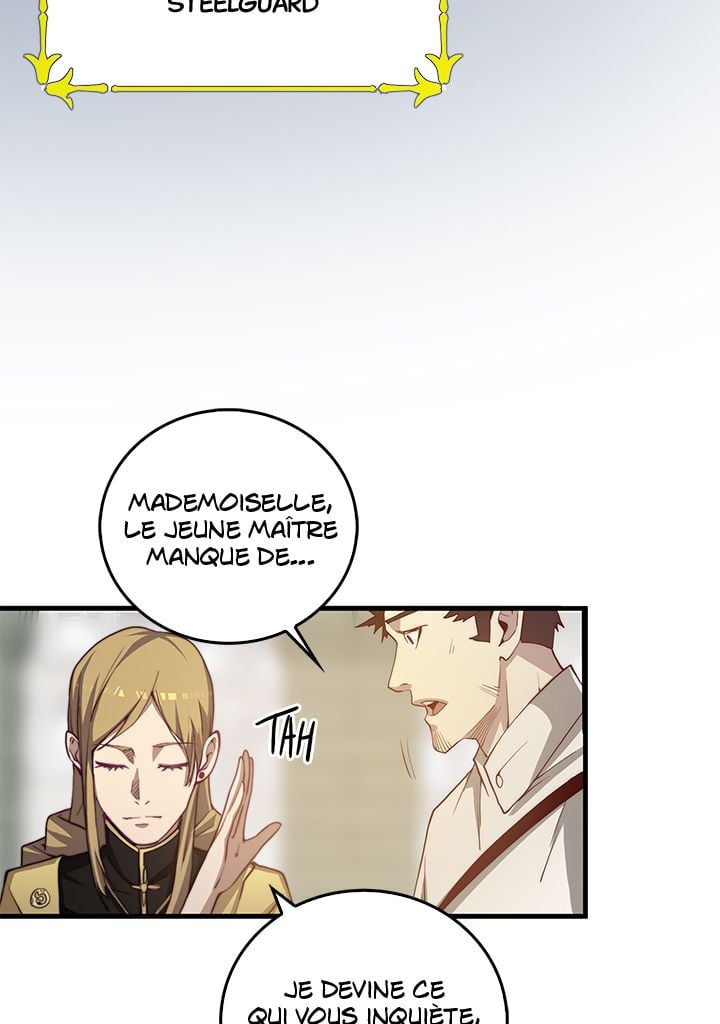 STEELGUARD
MADEMOISELLE,
LE JEUNE MAÎTRE
MANQUE DE...
TAH
JE DEVINE CE
QUI VOUS INQUIÈTE,